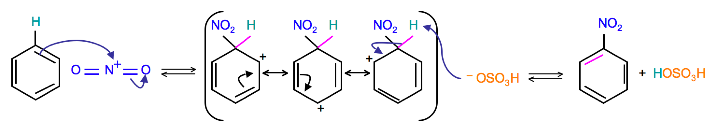 H
O=N⁺=O
NO₂ H +
NO₂ H +
NO₂ H +
⁻OSO₃H
NO₂
+ HOSO₃H